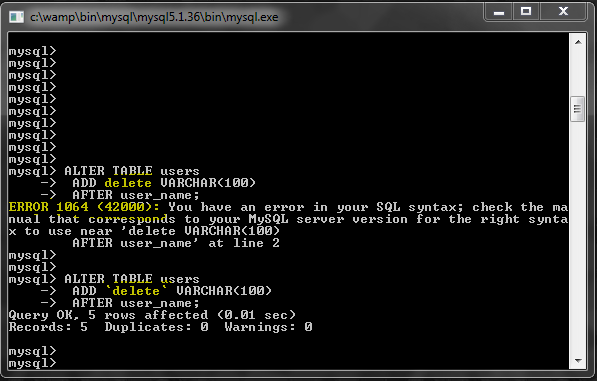 c:\wamp\bin\mysql\mysql5.1.36\bin\mysql.exe
mysql>
mysql>
mysql>
mysql>
mysql>
mysql>
mysql>
mysql>
mysql>
mysql>
mysql> ALTER TABLE users
    ->  ADD delete VARCHAR(100)
    ->  AFTER user_name;
ERROR 1064 (42000): You have an error in your SQL syntax; check the ma
nual that corresponds to your MySQL server version for the right synta
x to use near 'delete VARCHAR(100)
        AFTER user_name' at line 2
mysql>
mysql>
mysql> ALTER TABLE users
    ->  ADD `delete` VARCHAR(100)
    ->  AFTER user_name;
Query OK, 5 rows affected (0.01 sec)
Records: 5  Duplicates: 0  Warnings: 0
mysql>
mysql>